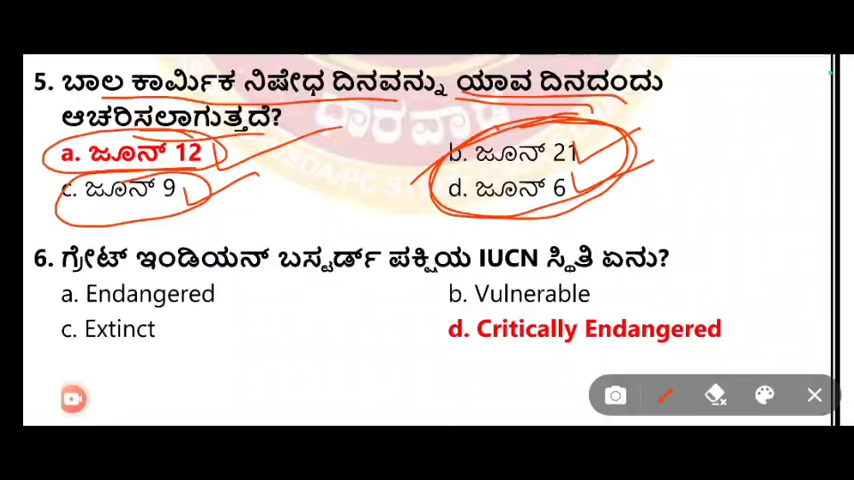 5. ಬಾಲ ಕಾರ್ಮಿಕ ನಿಷೇಧ ದಿನವನ್ನು ಯಾವ ದಿನದಂದು
ಆಚರಿಸಲಾಗುತ್ತದೆ?
a. ಜೂನ್ 12 b. ಜೂನ್ 21
c. ಜೂನ್ 9 d. ಜೂನ್ 6
6. ಗ್ರೇಟ್ ಇಂಡಿಯನ್ ಬಸ್ಟರ್ಡ್ ಪಕ್ಷಿಯ IUCN ಸ್ಥಿತಿ ಏನು?
a. Endangered b. Vulnerable
c. Extinct d. Critically Endangered